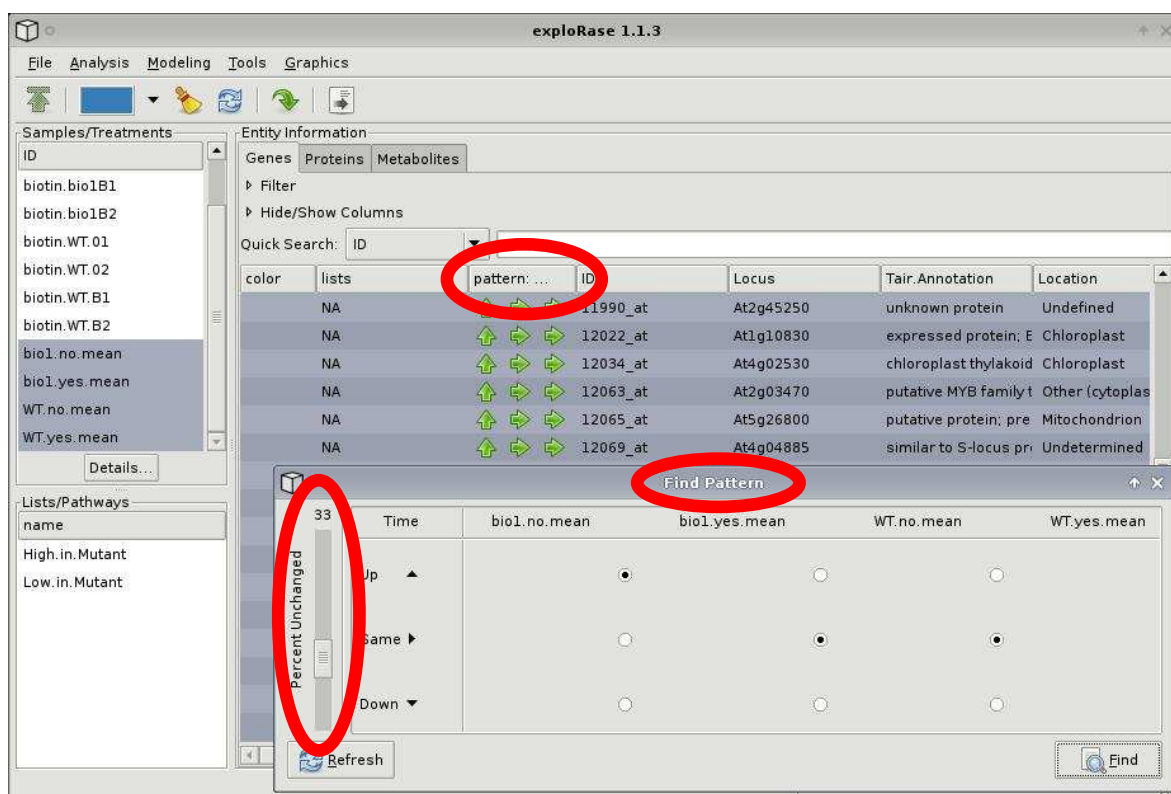 exploRase 1.1.3
File Analysis Modeling Tools Graphics
Samples/Treatments
ID
biotin.bio1B1
biotin.bio1B2
biotin.WT.01
biotin.WT.02
biotin.WT.B1
biotin.WT.B2
bio1.no.mean
bio1.yes.mean
WT.no.mean
WT.yes.mean
Details...
Lists/Pathways
name
High.in.Mutant
Low.in.Mutant
Entity Information
Genes Proteins Metabolites
Filter
Hide/Show Columns
Quick Search: ID
color lists pattern: ... ID Locus Tair.Annotation Location
NA 11990_at At2g45250 unknown protein Undefined
NA 12022_at At1g10830 expressed protein; E Chloroplast
NA 12034_at At4g02530 chloroplast thylakoid Chloroplast
NA 12063_at At2g03470 putative MYB family t Other (cytoplas
NA 12065_at At5g26800 putative protein; pre Mitochondrion
NA 12069_at At4g04885 similar to S-locus pr Undetermined
Find Pattern
33 Time bio1.no.mean bio1.yes.mean WT.no.mean WT.yes.mean
Percent Unchanged
Up
Same
Down
Refresh Find